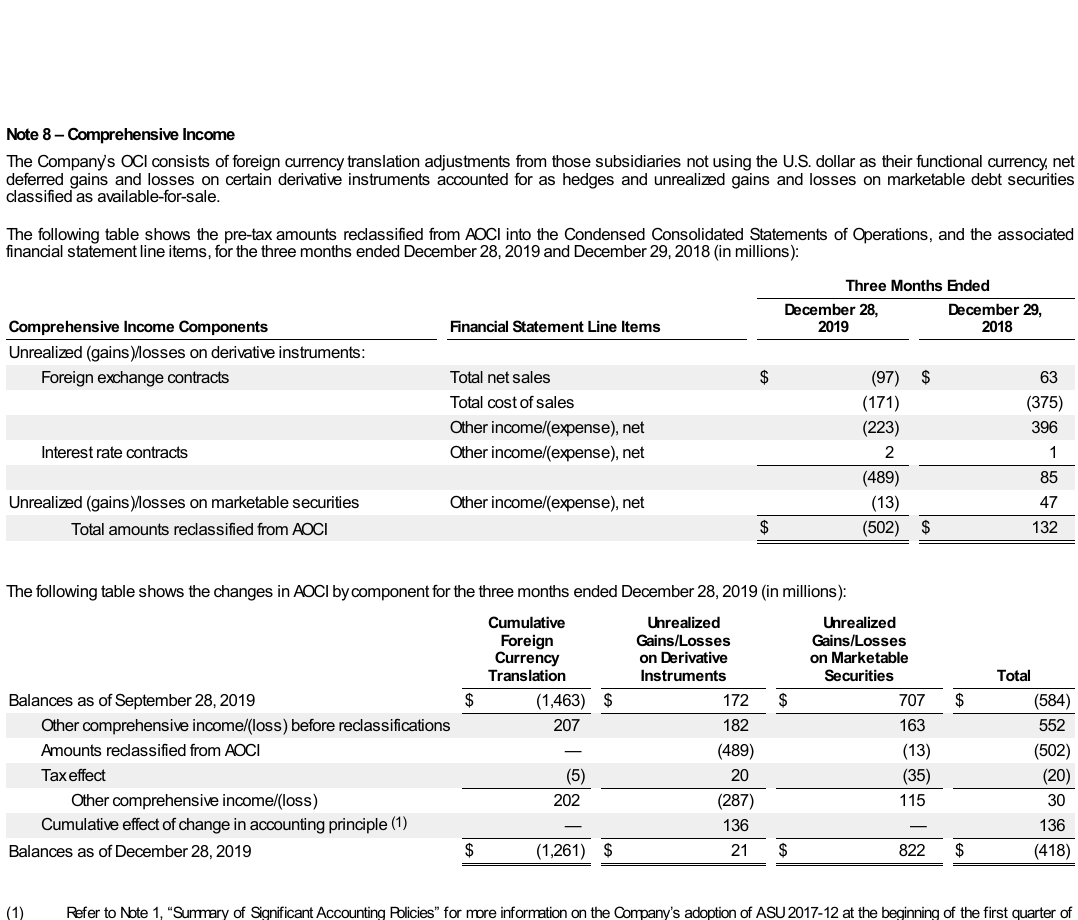 Note 8 – Comprehensive Income
The Company's OCI consists of foreign currency translation adjustments from those subsidiaries not using the U.S. dollar as their functional currency, net
deferred gains and losses on certain derivative instruments accounted for as hedges and unrealized gains and losses on marketable debt securities
classified as available-for-sale.
The following table shows the pre-tax amounts reclassified from AOCI into the Condensed Consolidated Statements of Operations, and the associated
financial statement line items, for the three months ended December 28, 2019 and December 29, 2018 (in millions):
Three Months Ended
Comprehensive Income Components Financial Statement Line Items December 28, 2019 December 29, 2018
Unrealized (gains)/losses on derivative instruments:
Foreign exchange contracts Total net sales $ (97) $ 63
Total cost of sales (171) (375)
Other income/(expense), net (223) 396
Interest rate contracts Other income/(expense), net 2 1
(489) 85
Unrealized (gains)/losses on marketable securities Other income/(expense), net (13) 47
Total amounts reclassified from AOCI $ (502) $ 132
The following table shows the changes in AOCI by component for the three months ended December 28, 2019 (in millions):
Cumulative Foreign Currency Translation Unrealized Gains/Losses on Derivative Instruments Unrealized Gains/Losses on Marketable Securities Total
Balances as of September 28, 2019 $ (1,463) $ 172 $ 707 $ (584)
Other comprehensive income/(loss) before reclassifications 207 182 163 552
Amounts reclassified from AOCI — (489) (13) (502)
Tax effect (5) 20 (35) (20)
Other comprehensive income/(loss) 202 (287) 115 30
Cumulative effect of change in accounting principle (1) — 136 — 136
Balances as of December 28, 2019 $ (1,261) $ 21 $ 822 $ (418)
(1) Refer to Note 1, “Summary of Significant Accounting Policies” for more information on the Company's adoption of ASU 2017-12 at the beginning of the first quarter of